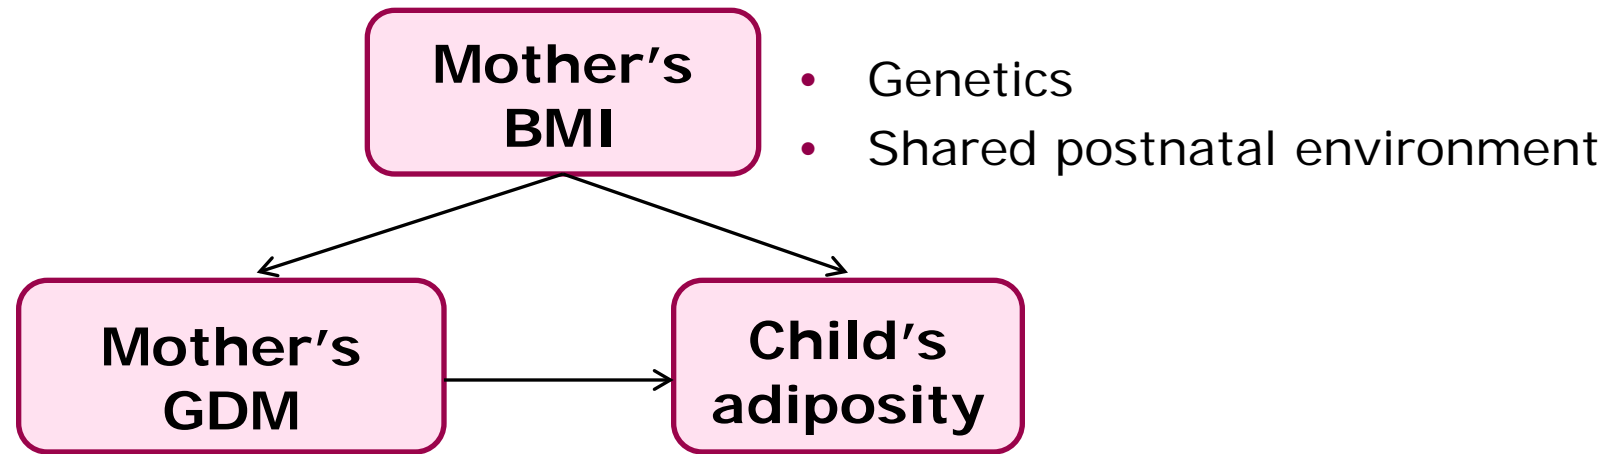 Mother’s
BMI
• Genetics
• Shared postnatal environment
Mother’s
GDM
Child’s
adiposity